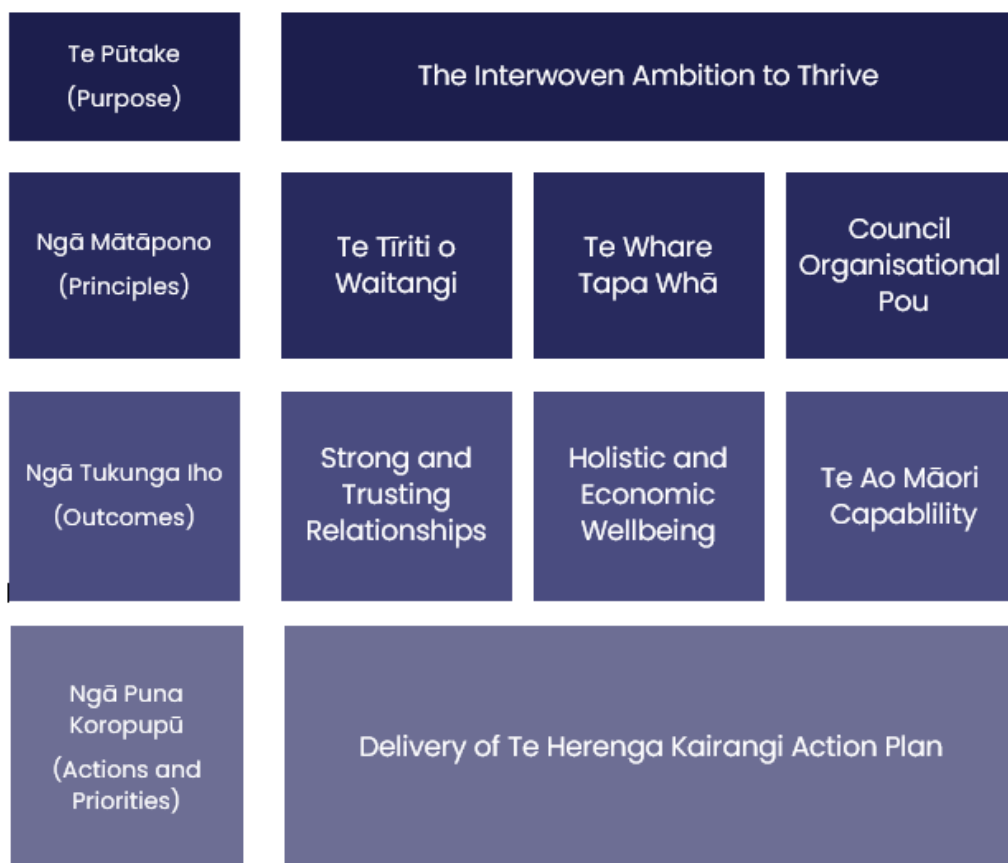 Te Pūtake
(Purpose)
The Interwoven Ambition to Thrive
Ngā Mātāpono
(Principles)
Te Tīriti o
Waitangi
Te Whare
Tapa Whā
Council
Organisational
Pou
Ngā Tukunga Iho
(Outcomes)
Strong and
Trusting
Relationships
Holistic and
Economic
Wellbeing
Te Ao Māori
Capablility
Ngā Puna
Koropupū
(Actions and
Priorities)
Delivery of Te Herenga Kairangi Action Plan